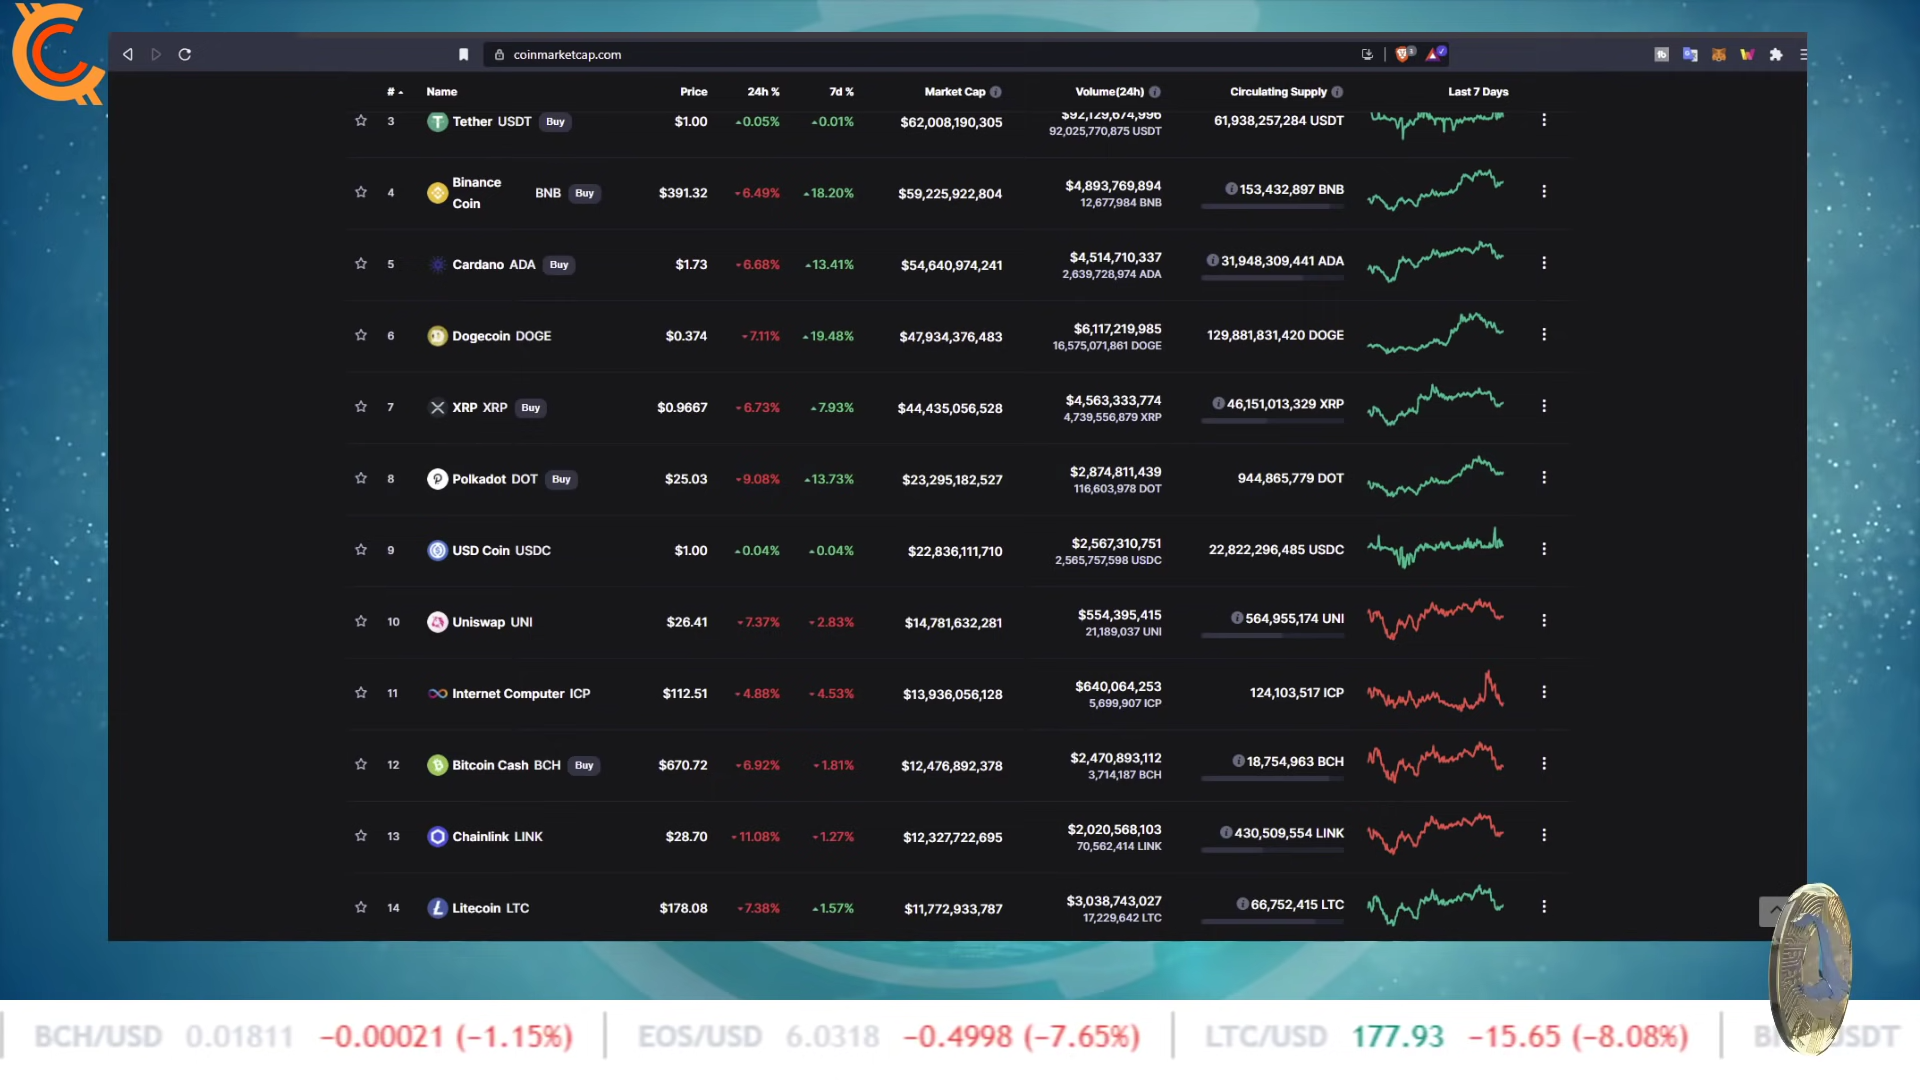 coinmarketcap.com
# Name Price 24h % 7d % Market Cap Volume(24h) Circulating Supply Last 7 Days
3 Tether USDT Buy $1.00 0.05% 0.01% $62,008,190,305 $92,129,674,996 61,938,257,284 USDT
92,025,770,875 USDT
4 Binance Coin BNB Buy $391.32 6.49% 18.20% $59,225,922,804 $4,893,769,894 153,432,897 BNB
12,677,984 BNB
5 Cardano ADA Buy $1.73 6.68% 13.41% $54,640,974,241 $4,514,710,337 31,948,309,441 ADA
2,639,728,974 ADA
6 Dogecoin DOGE $0.374 7.11% 19.48% $47,934,376,483 $6,117,219,985 129,881,831,420 DOGE
16,575,071,861 DOGE
7 XRP XRP Buy $0.9667 6.73% 7.93% $44,435,056,528 $4,563,333,774 46,151,013,329 XRP
4,739,556,879 XRP
8 Polkadot DOT Buy $25.03 9.08% 13.73% $23,295,182,527 $2,874,811,439 944,865,779 DOT
116,603,978 DOT
9 USD Coin USDC $1.00 0.04% 0.04% $22,836,111,710 $2,567,310,751 22,822,296,485 USDC
2,565,757,598 USDC
10 Uniswap UNI $26.41 7.37% 2.83% $14,781,632,281 $554,395,415 564,955,174 UNI
21,189,037 UNI
11 Internet Computer ICP $112.51 4.88% 4.53% $13,936,056,128 $640,064,253 124,103,517 ICP
5,699,907 ICP
12 Bitcoin Cash BCH Buy $670.72 6.92% 1.81% $12,476,892,378 $2,470,893,112 18,754,963 BCH
3,714,187 BCH
13 Chainlink LINK $28.70 11.08% 1.27% $12,327,722,695 $2,020,568,103 430,509,554 LINK
70,562,414 LINK
14 Litecoin LTC $178.08 7.38% 1.57% $11,772,933,787 $3,038,743,027 66,752,415 LTC
17,229,642 LTC
BCH/USD 0.01811 −0.00021 (−1.15%) EOS/USD 6.0318 −0.4998 (−7.65%) LTC/USD 177.93 −15.65 (−8.08%)